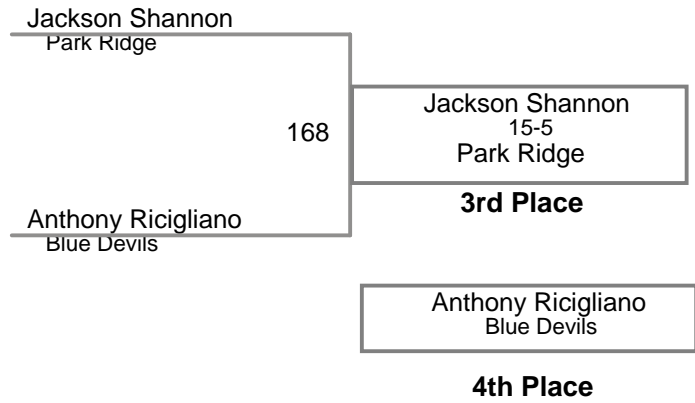 Jackson Shannon
Park Ridge
168
Jackson Shannon
15-5
Park Ridge
3rd Place
Anthony Ricigliano
Blue Devils
Anthony Ricigliano
Blue Devils
4th Place